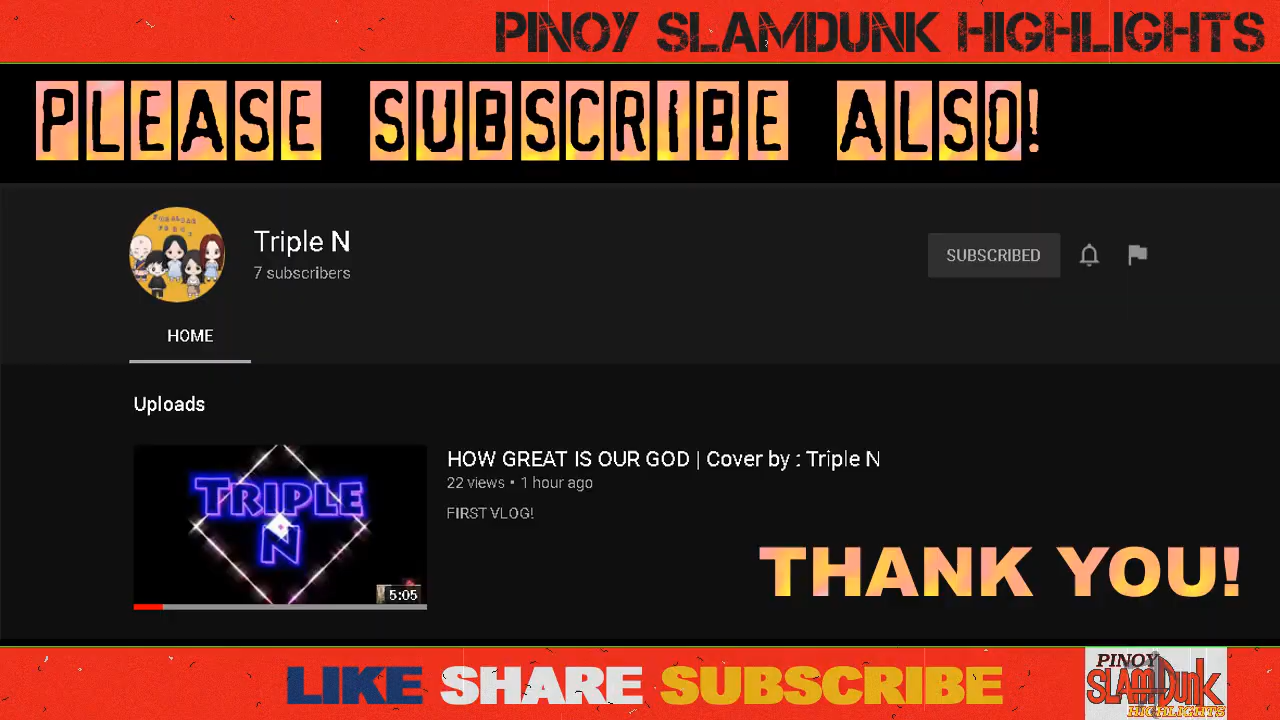 PINOY SLAMDUNK HIGHLIGHTS
PLEASE SUBSCRIBE ALSO!
Triple N
7 subscribers
SUBSCRIBED
HOME
Uploads
TRIPLE
N
5:05
HOW GREAT IS OUR GOD | Cover by : Triple N
22 views • 1 hour ago
FIRST VLOG!
THANK YOU!
LIKE SHARE SUBSCRIBE
PINOY
SLAMDUNK
HIGHLIGHTS